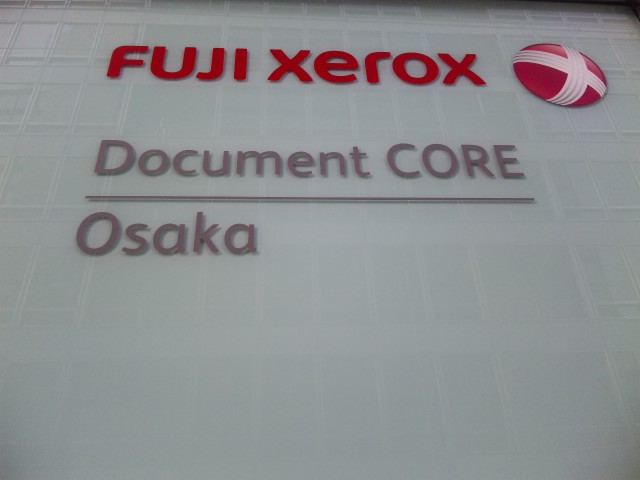 FUJI xerox
Document CORE
Osaka